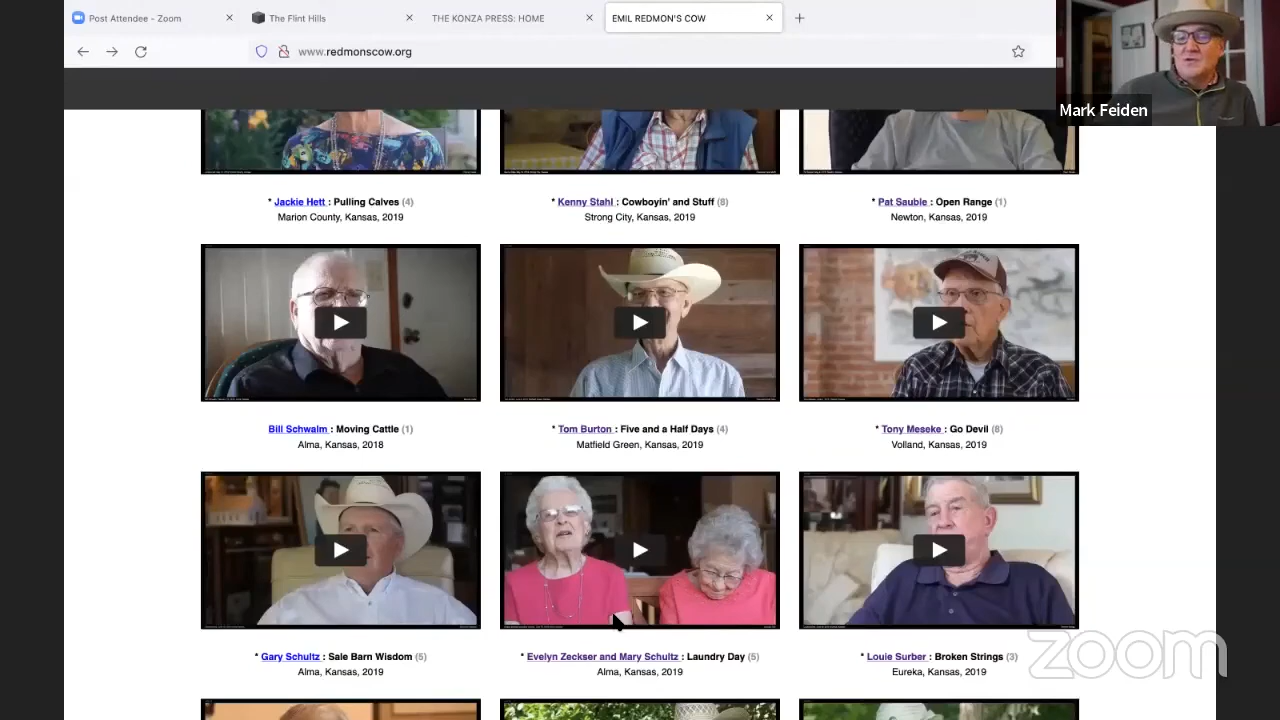 Post Attendee - Zoom
The Flint Hills
THE KONZA PRESS: HOME
EMIL REDMON'S COW
www.redmonscow.org
Mark Feiden
* Jackie Hett : Pulling Calves (4)
Marion County, Kansas, 2019
* Kenny Stahl : Cowboyin' and Stuff (8)
Strong City, Kansas, 2019
* Pat Sauble : Open Range (1)
Newton, Kansas, 2019
Bill Schwalm : Moving Cattle (1)
Alma, Kansas, 2018
* Tom Burton : Five and a Half Days (4)
Matfield Green, Kansas, 2019
* Tony Meseke : Go Devil (8)
Volland, Kansas, 2019
* Gary Schultz : Sale Barn Wisdom (5)
Alma, Kansas, 2019
* Evelyn Zeckser and Mary Schultz : Laundry Day (5)
Alma, Kansas, 2019
* Louie Surber : Broken Strings (3)
Eureka, Kansas, 2019
zoom